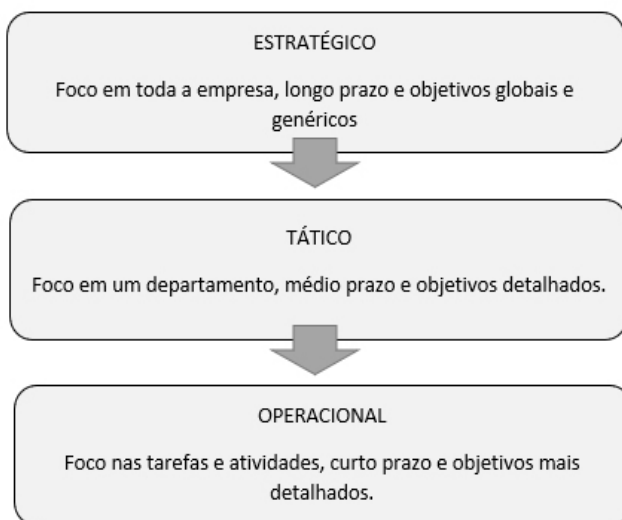 ESTRATÉGICO
Foco em toda a empresa, longo prazo e objetivos globais e
genéricos
TÁTICO
Foco em um departamento, médio prazo e objetivos detalhados.
OPERACIONAL
Foco nas tarefas e atividades, curto prazo e objetivos mais
detalhados.